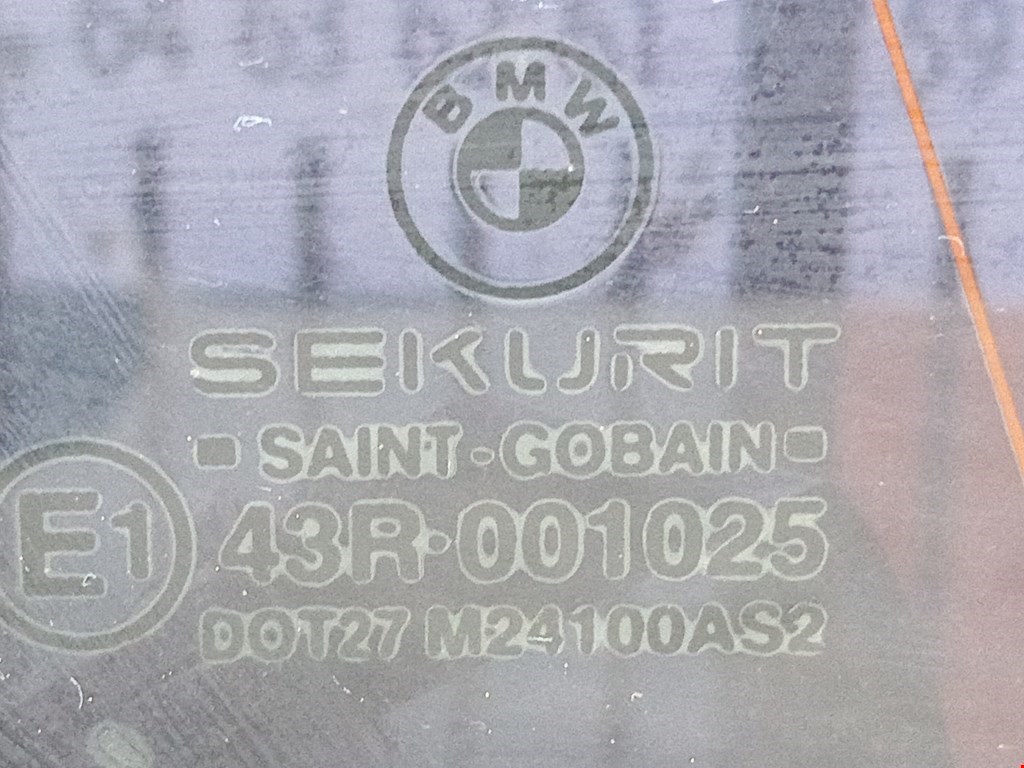 BMW
SEKURIT
SAINT-GOBAIN
E1 43R-001025
DOT27 M24100AS2